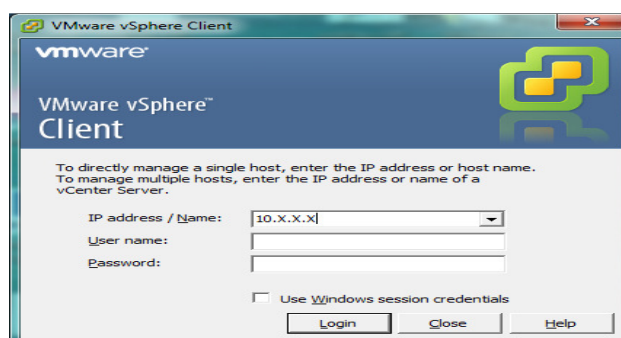 VMware vSphere Client
vmware
VMware vSphere™
Client
To directly manage a single host, enter the IP address or host name.
To manage multiple hosts, enter the IP address or name of a
vCenter Server.
IP address / Name: 10.X.X.X
User name:
Password:
Use Windows session credentials
Login Close Help